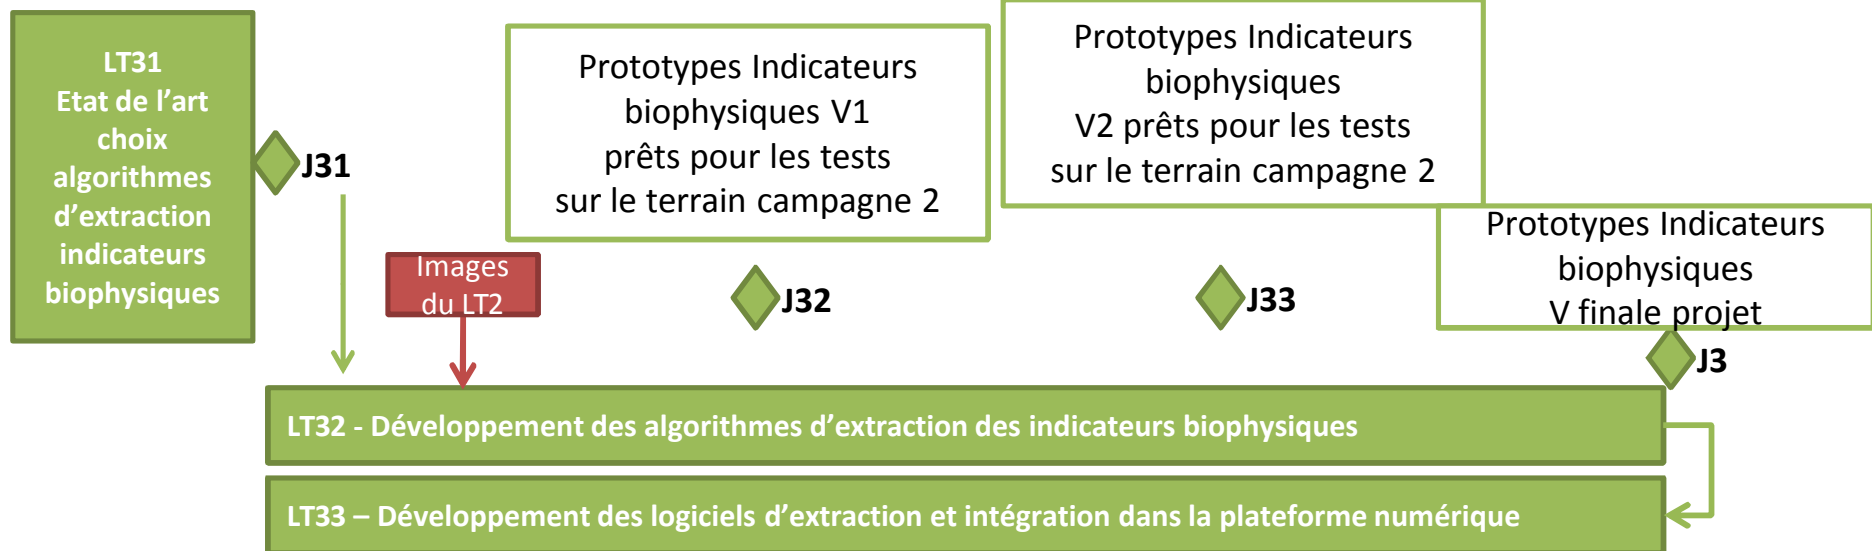 LT31
Etat de l’art
choix
algorithmes
d’extraction
indicateurs
biophysiques
J31
Images
du LT2
Prototypes Indicateurs
biophysiques V1
prêts pour les tests
sur le terrain campagne 2
J32
Prototypes Indicateurs
biophysiques
V2 prêts pour les tests
sur le terrain campagne 2
J33
Prototypes Indicateurs
biophysiques
V finale projet
J3
LT32 - Développement des algorithmes d’extraction des indicateurs biophysiques
LT33 – Développement des logiciels d’extraction et intégration dans la plateforme numérique